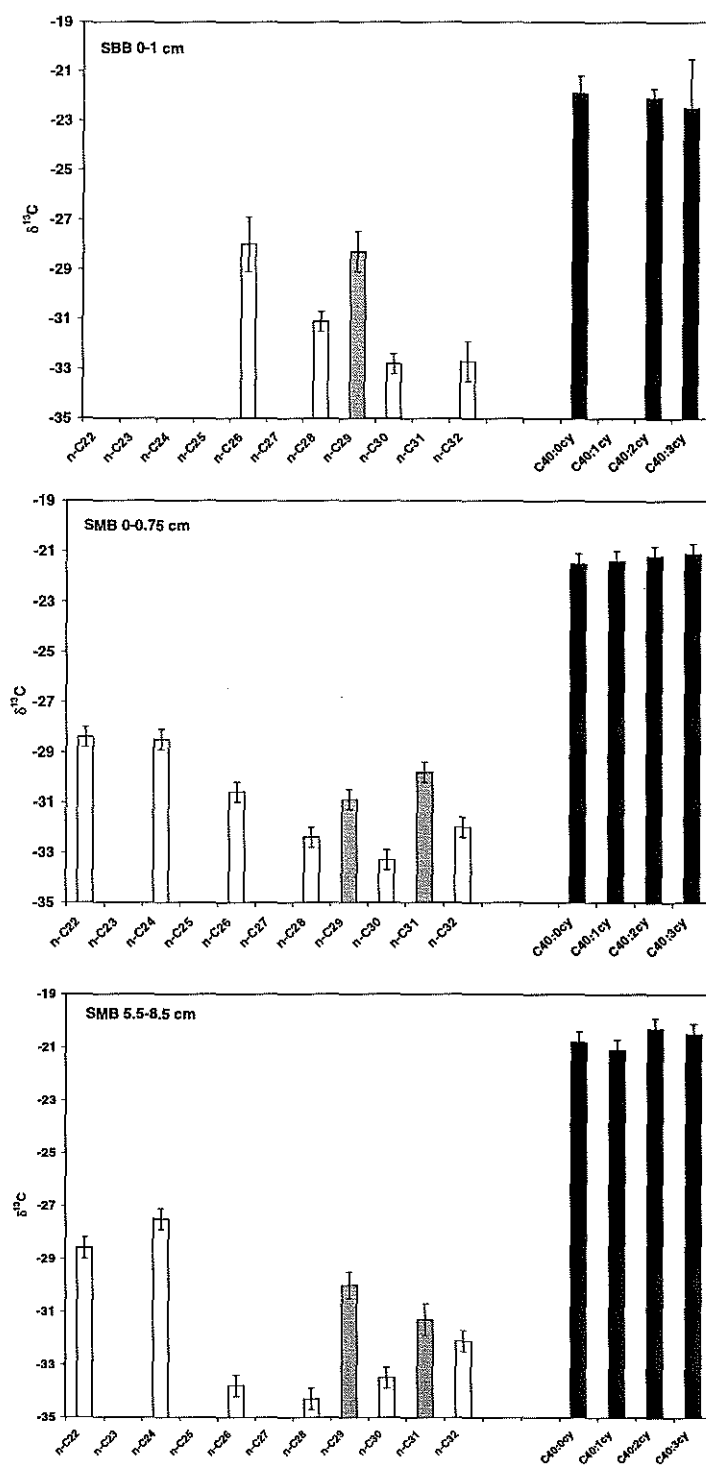 SBB 0-1 cm
-19
-21
-23
-25
-27
-29
-31
-33
-35
δ¹³C
n-C22
n-C23
n-C24
n-C25
n-C26
n-C27
n-C28
n-C29
n-C30
n-C31
n-C32
C40:0cy
C40:1cy
C40:2cy
C40:3cy
SMB 0-0.75 cm
-19
-21
-23
-25
-27
-29
-31
-33
-35
δ¹³C
n-C22
n-C23
n-C24
n-C25
n-C26
n-C27
n-C28
n-C29
n-C30
n-C31
n-C32
C40:0cy
C40:1cy
C40:2cy
C40:3cy
SMB 5.5-8.5 cm
-19
-21
-23
-25
-27
-29
-31
-33
-35
δ¹³C
n-C22
n-C23
n-C24
n-C25
n-C26
n-C27
n-C28
n-C29
n-C30
n-C31
n-C32
C40:0cy
C40:1cy
C40:2cy
C40:3cy